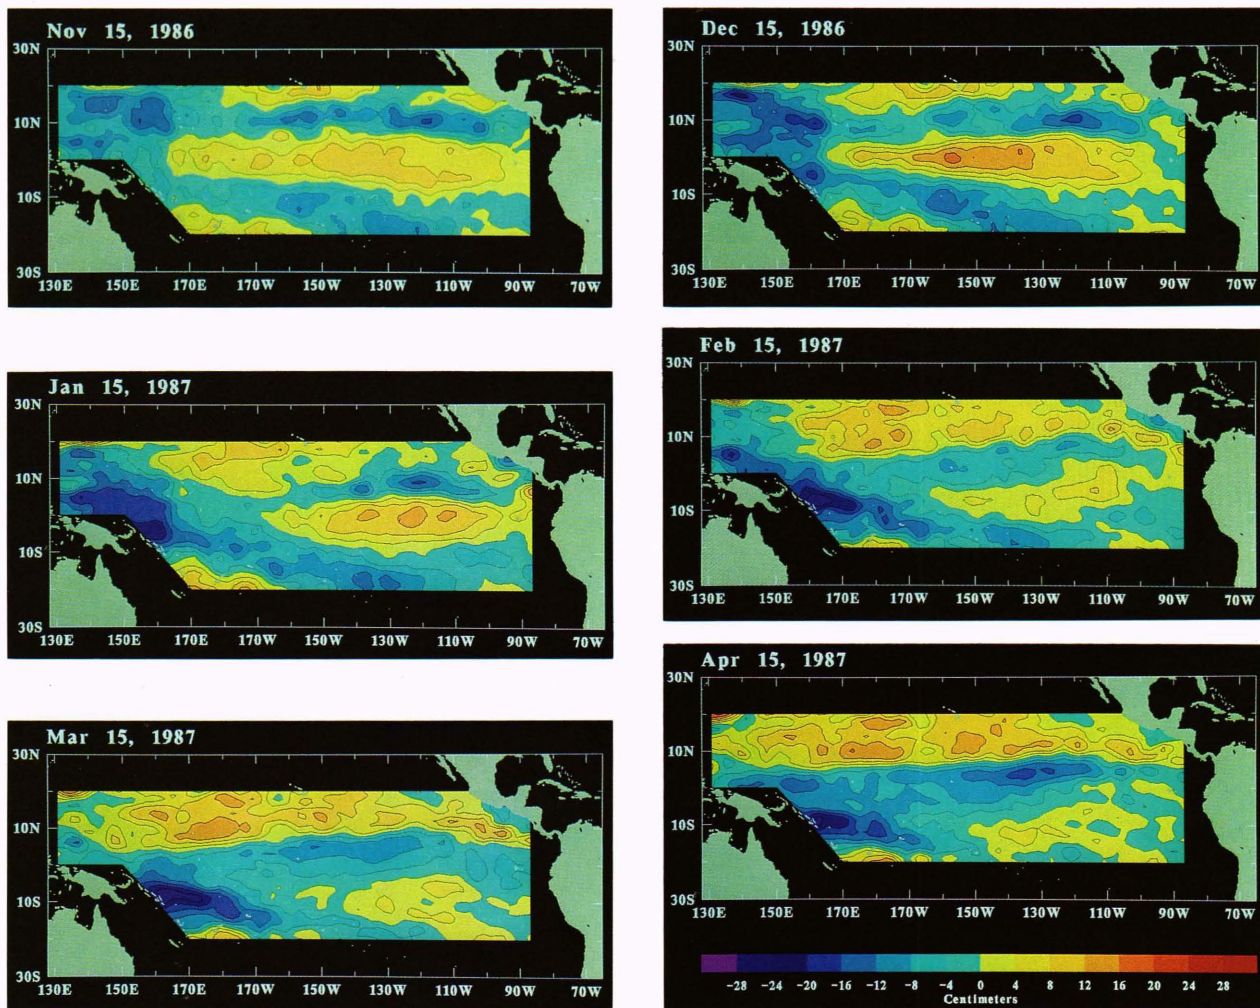 Nov 15, 1986
30N
10N
10S
30S
130E 150E 170E 170W 150W 130W 110W 90W 70W
Dec 15, 1986
30N
10N
10S
30S
130E 150E 170E 170W 150W 130W 110W 90W 70W
Jan 15, 1987
30N
10N
10S
30S
130E 150E 170E 170W 150W 130W 110W 90W 70W
Feb 15, 1987
30N
10N
10S
30S
130E 150E 170E 170W 150W 130W 110W 90W 70W
Mar 15, 1987
30N
10N
10S
30S
130E 150E 170E 170W 150W 130W 110W 90W 70W
Apr 15, 1987
30N
10N
10S
30S
130E 150E 170E 170W 150W 130W 110W 90W 70W
-28 -24 -20 -16 -12 -8 -4 0 4 8 12 16 20 24 28
Centimeters